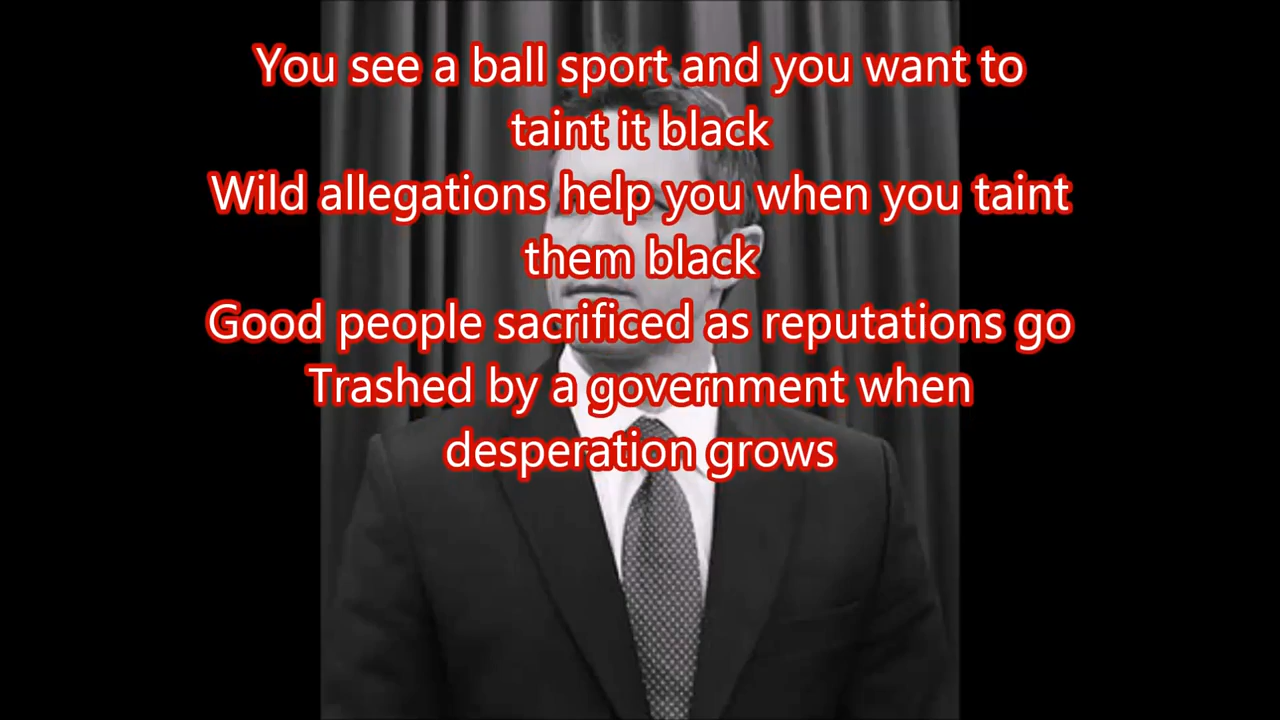 You see a ball sport and you want to
taint it black
Wild allegations help you when you taint
them black
Good people sacrificed as reputations go
Trashed by a government when
desperation grows